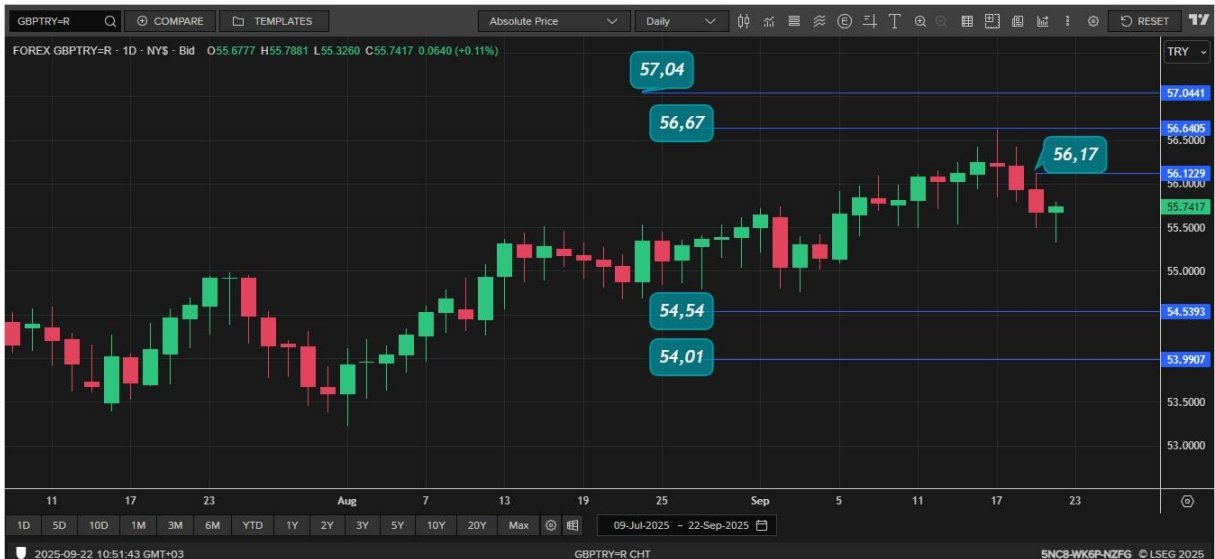 GBPTRY=R
COMPARE
TEMPLATES
Absolute Price
Daily
RESET
FOREX GBPTRY=R · 1D · NY$ · Bid O55.6777 H55.7881 L55.3260 C55.7417 0.0640 (+0.11%)
TRY
57,04
57.0441
56,67
56.6405
56.5000
56,17
56.1229
56.0000
55.7417
55.5000
55.0000
54,54
54.5393
54,01
53.9907
53.5000
53.0000
11 17 23 Aug 7 13 19 25 Sep 5 11 17 23
1D 5D 10D 1M 3M 6M YTD 1Y 2Y 3Y 5Y 10Y 20Y Max 09-Jul-2025 - 22-Sep-2025
2025-09-22 10:51:43 GMT+03 GBPTRY=R CHT 5NC8-WK6P-NZFG © LSEG 2025